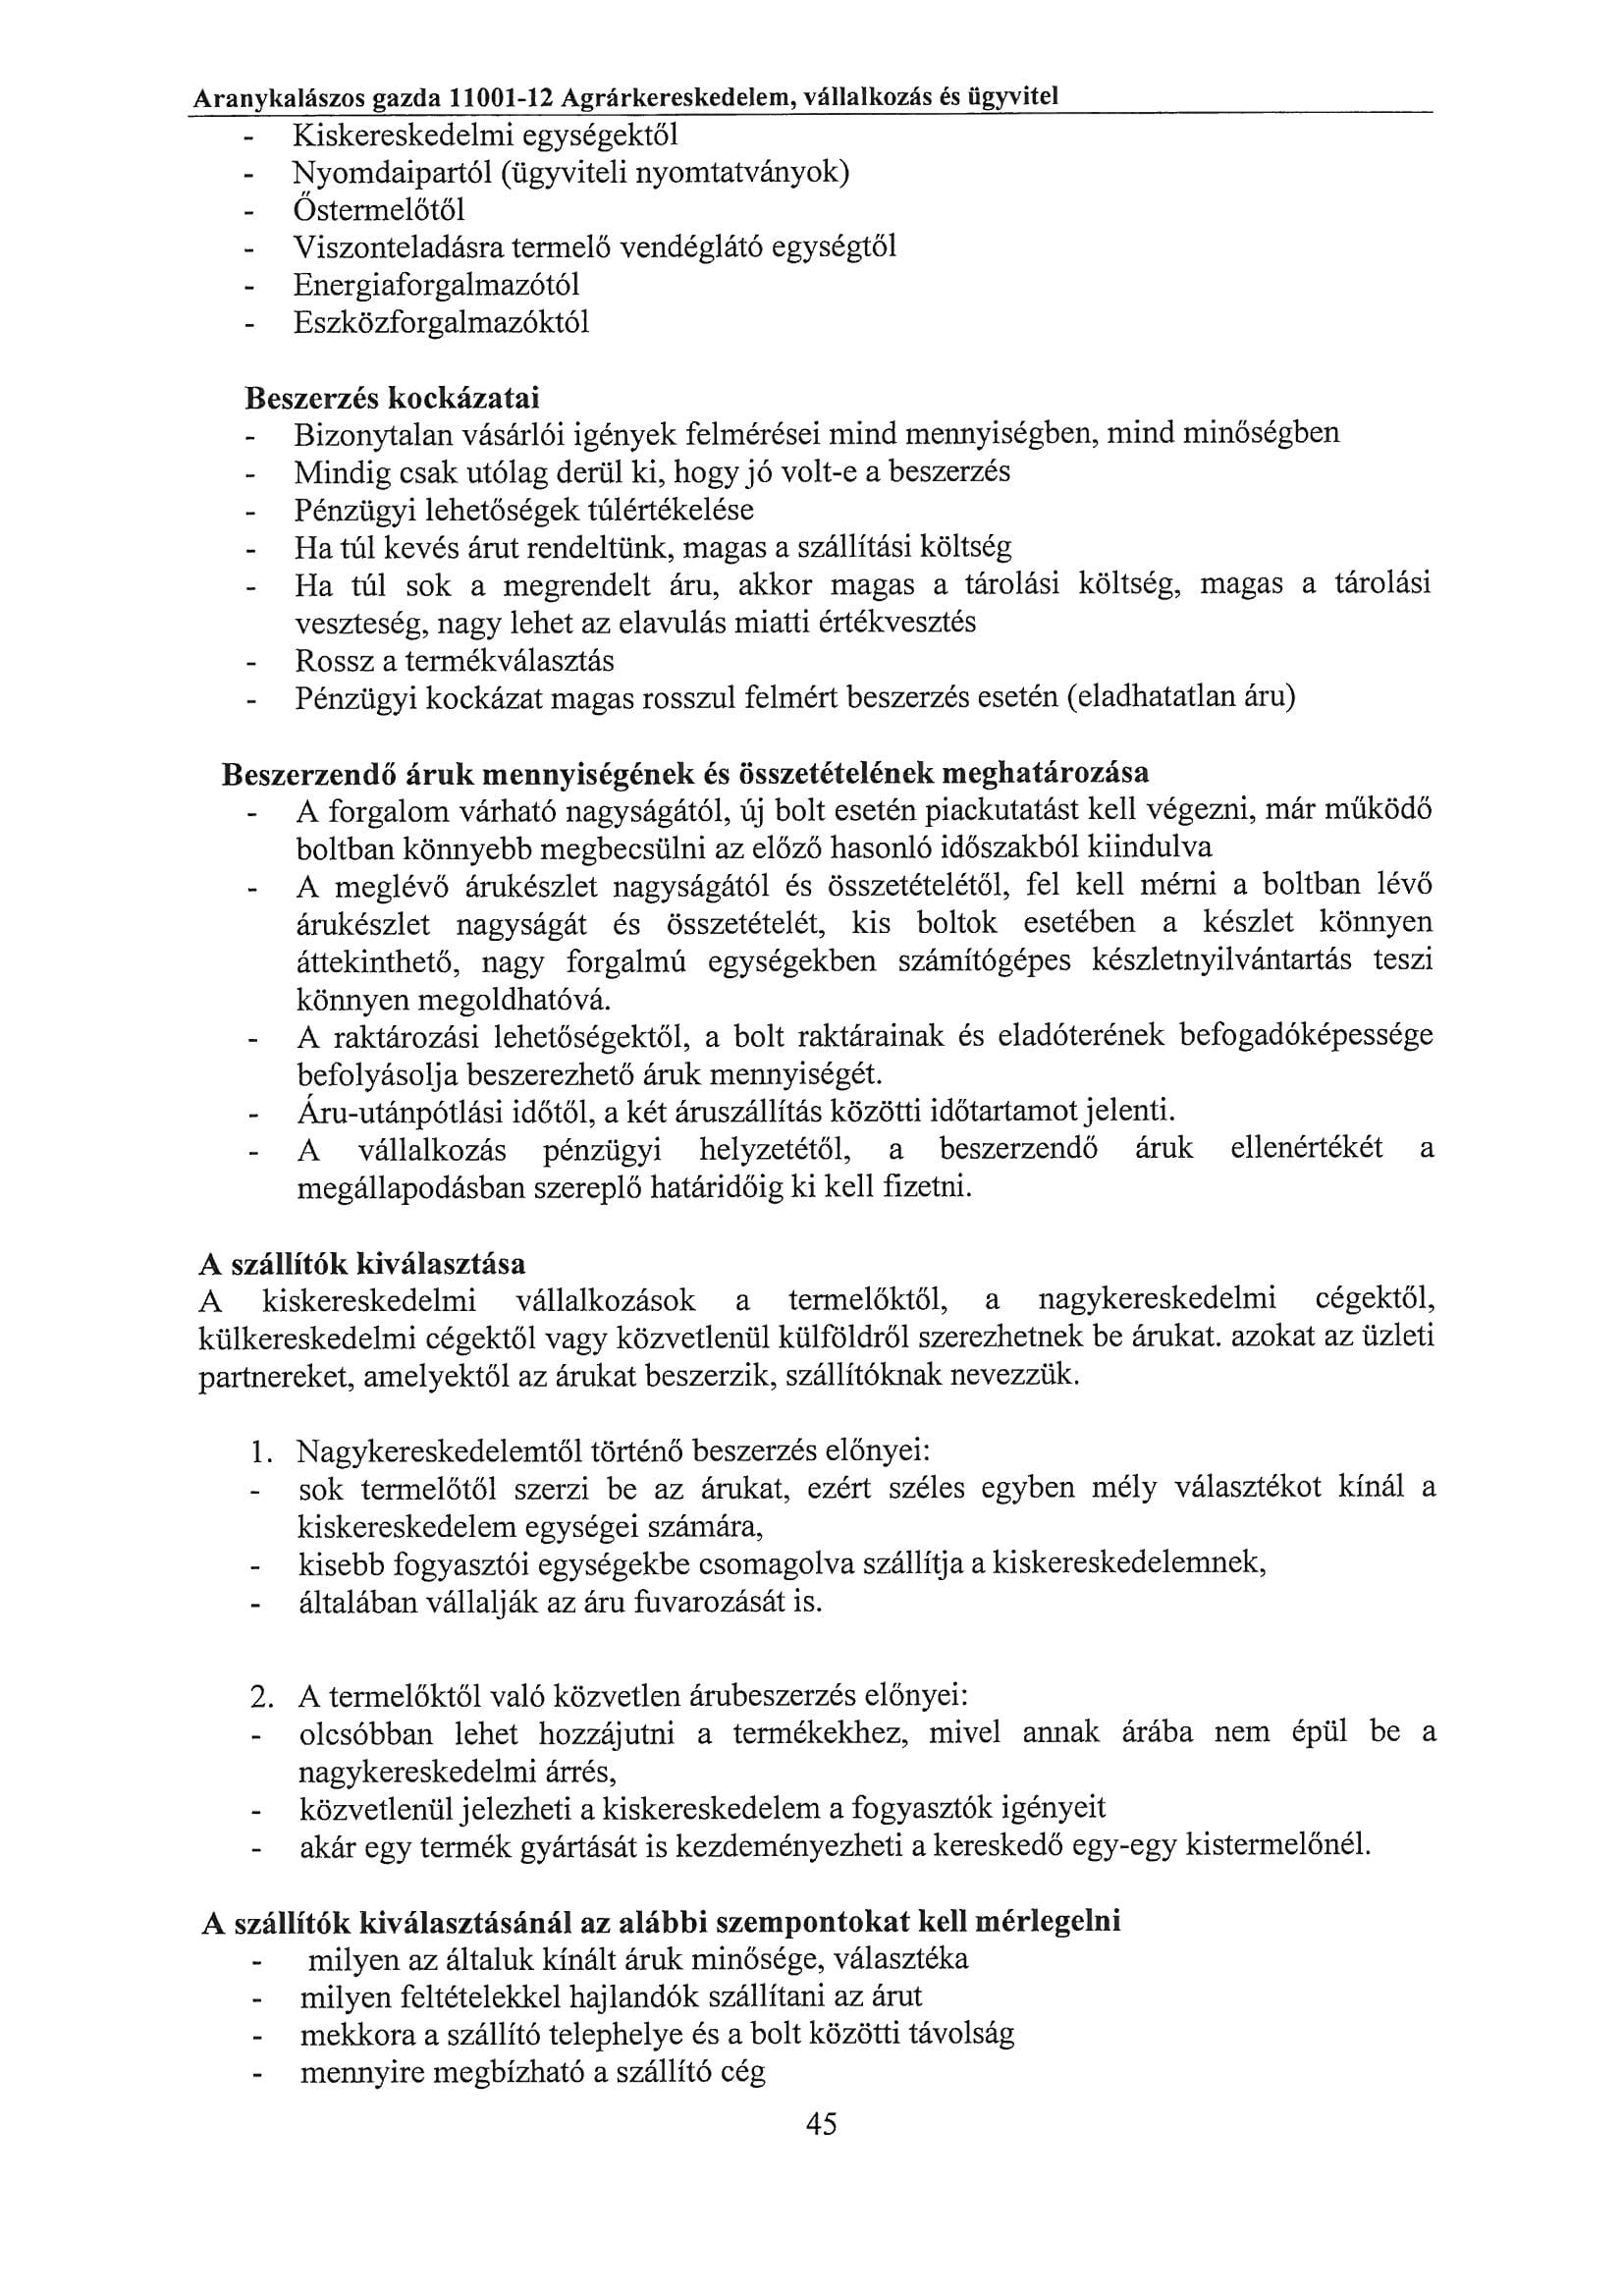 Aranykalászos gazda 11001-12 Agrárkereskedelem, vállalkozás és ügyvitel
- Kiskereskedelmi egységektől
- Nyomdaipartól (ügyviteli nyomtatványok)
- Őstermelőtől
- Viszonteladásra termelő vendéglátó egységtől
- Energiaforgalmazótól
- Eszközforgalmazóktól
Beszerzés kockázatai
- Bizonytalan vásárlói igények felmérései mind mennyiségben, mind minőségben
- Mindig csak utólag derül ki, hogy jó volt-e a beszerzés
- Pénzügyi lehetőségek túlértékelése
- Ha túl kevés árut rendeltünk, magas a szállítási költség
- Ha túl sok a megrendelt áru, akkor magas a tárolási költség, magas a tárolási
veszteség, nagy lehet az elavulás miatti értékvesztés
- Rossz a termékválasztás
- Pénzügyi kockázat magas rosszul felmért beszerzés esetén (eladhatatlan áru)
Beszerzendő áruk mennyiségének és összetételének meghatározása
- A forgalom várható nagyságától, új bolt esetén piackutatást kell végezni, már működő
boltban könnyebb megbecsülni az előző hasonló időszakból kiindulva
- A meglévő árukészlet nagyságától és összetételétől, fel kell mérni a boltban lévő
árukészlet nagyságát és összetételét, kis boltok esetében a készlet könnyen
áttekinthető, nagy forgalmú egységekben számítógépes készletnyilvántartás teszi
könnyen megoldhatóvá.
- A raktározási lehetőségektől, a bolt raktárainak és eladóterének befogadóképessége
befolyásolja beszerezhető áruk mennyiségét.
- Áru-utánpótlási időtől, a két áruszállítás közötti időtartamot jelenti.
- A vállalkozás pénzügyi helyzetétől, a beszerzendő áruk ellenértékét a
megállapodásban szereplő határidőig ki kell fizetni.
A szállítók kiválasztása
A kiskereskedelmi vállalkozások a termelőktől, a nagykereskedelmi cégektől,
külkereskedelmi cégektől vagy közvetlenül külföldről szerezhetnek be árukat. azokat az üzleti
partnereket, amelyektől az árukat beszerzik, szállítóknak nevezzük.
1. Nagykereskedelemtől történő beszerzés előnyei:
- sok termelőtől szerzi be az árukat, ezért széles egyben mély választékot kínál a
kiskereskedelem egységei számára,
- kisebb fogyasztói egységekbe csomagolva szállítja a kiskereskedelemnek,
- általában vállalják az áru fuvarozását is.
2. A termelőktől való közvetlen árubeszerzés előnyei:
- olcsóbban lehet hozzájutni a termékekhez, mivel annak árába nem épül be a
nagykereskedelmi árrés,
- közvetlenül jelezheti a kiskereskedelem a fogyasztók igényeit
- akár egy termék gyártását is kezdeményezheti a kereskedő egy-egy kistermelőnél.
A szállítók kiválasztásánál az alábbi szempontokat kell mérlegelni
- milyen az általuk kínált áruk minősége, választéka
- milyen feltételekkel hajlandók szállítani az árut
- mekkora a szállító telephelye és a bolt közötti távolság
- mennyire megbízható a szállító cég
45